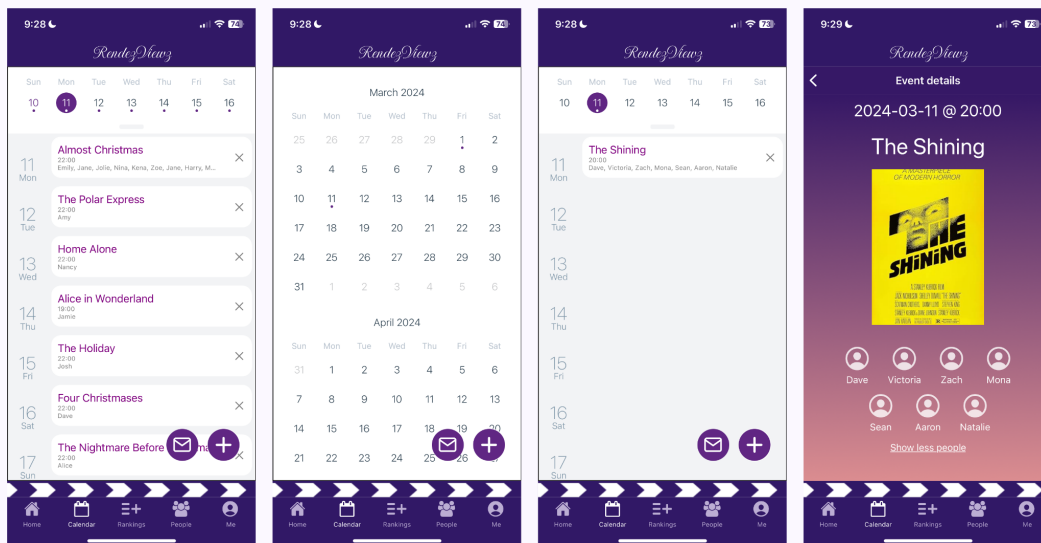 9:28
74
RendezViewz
Sun Mon Tue Wed Thu Fri Sat
10 11 12 13 14 15 16
11
Mon
Almost Christmas
22:00
Emily, Jane, Jolie, Nina, Kena, Zoe, Jane, Harry, M...
12
Tue
The Polar Express
22:00
Amy
13
Wed
Home Alone
22:00
Nancy
14
Thu
Alice in Wonderland
19:00
Jamie
15
Fri
The Holiday
22:00
Josh
16
Sat
Four Christmases
22:00
Dave
17
Sun
The Nightmare Before
22:00
Alice
Home Calendar Rankings People Me
9:28
74
RendezViewz
March 2024
Sun Mon Tue Wed Thu Fri Sat
25 26 27 28 29 1 2
3 4 5 6 7 8 9
10 11 12 13 14 15 16
17 18 19 20 21 22 23
24 25 26 27 28 29 30
31 1 2 3 4 5 6
April 2024
Sun Mon Tue Wed Thu Fri Sat
31 1 2 3 4 5 6
7 8 9 10 11 12 13
14 15 16 17 18 19 20
21 22 23 24 25 26
Home Calendar Rankings People Me
9:28
73
RendezViewz
Sun Mon Tue Wed Thu Fri Sat
10 11 12 13 14 15 16
11
Mon
The Shining
20:00
Dave, Victoria, Zach, Mona, Sean, Aaron, Natalie
12
Tue
13
Wed
14
Thu
15
Fri
16
Sat
17
Sun
Home Calendar Rankings People Me
9:29
73
RendezViewz
Event details
2024-03-11 @ 20:00
The Shining
A MASTERPIECE
OF MODERN HORROR
THE
SHiNiNG
A STANLEY KUBRICK FILM
Dave Victoria Zach Mona
Sean Aaron Natalie
Show less people
Home Calendar Rankings People Me